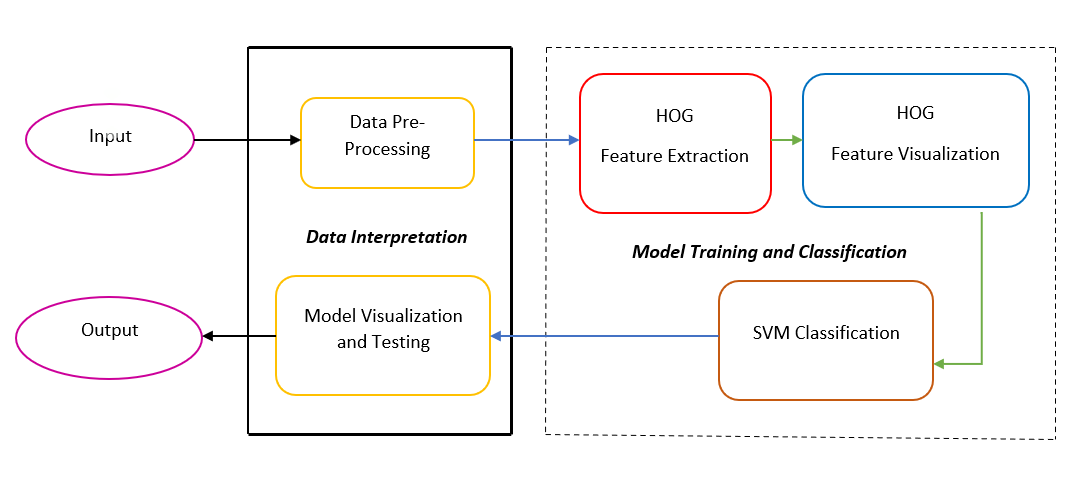 Input
Data Pre-
Processing
HOG
Feature Extraction
HOG
Feature Visualization
Data Interpretation
Model Training and Classification
Output
Model Visualization
and Testing
SVM Classification